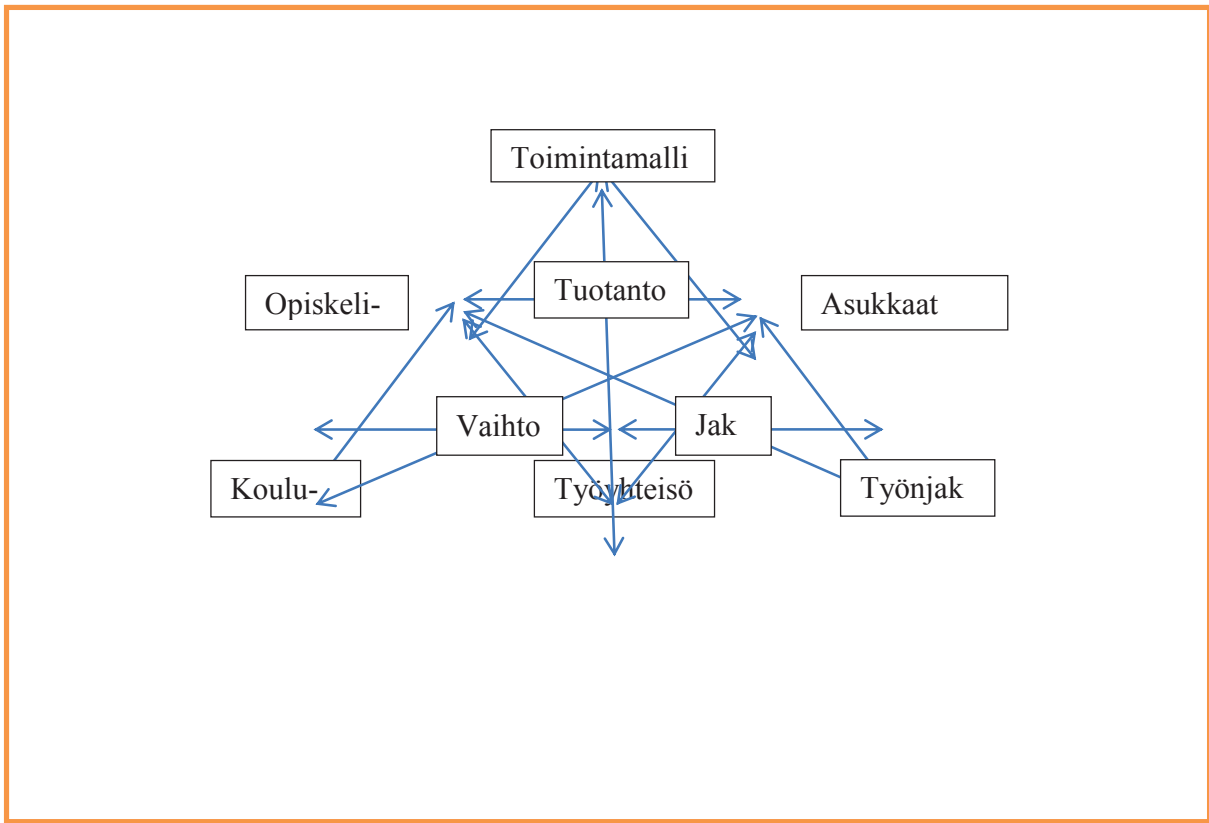 Toimintamalli
Opiskeli-
Tuotanto
Asukkaat
Vaihto
Jak
Koulu-
Työyhteisö
Työnjak